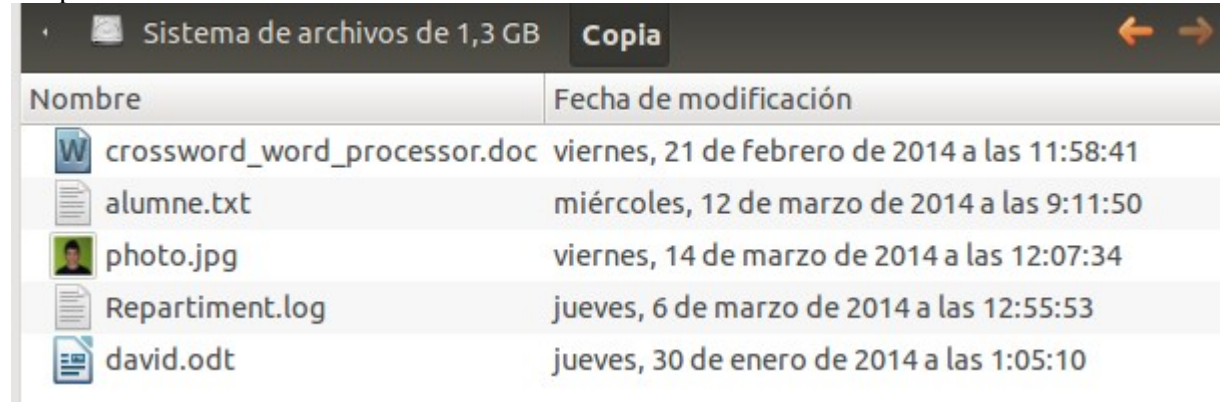 Sistema de archivos de 1,3 GB Copia
Nombre Fecha de modificación
crossword_word_processor.doc viernes, 21 de febrero de 2014 a las 11:58:41
alumne.txt miércoles, 12 de marzo de 2014 a las 9:11:50
photo.jpg viernes, 14 de marzo de 2014 a las 12:07:34
Repartiment.log jueves, 6 de marzo de 2014 a las 12:55:53
david.odt jueves, 30 de enero de 2014 a las 1:05:10